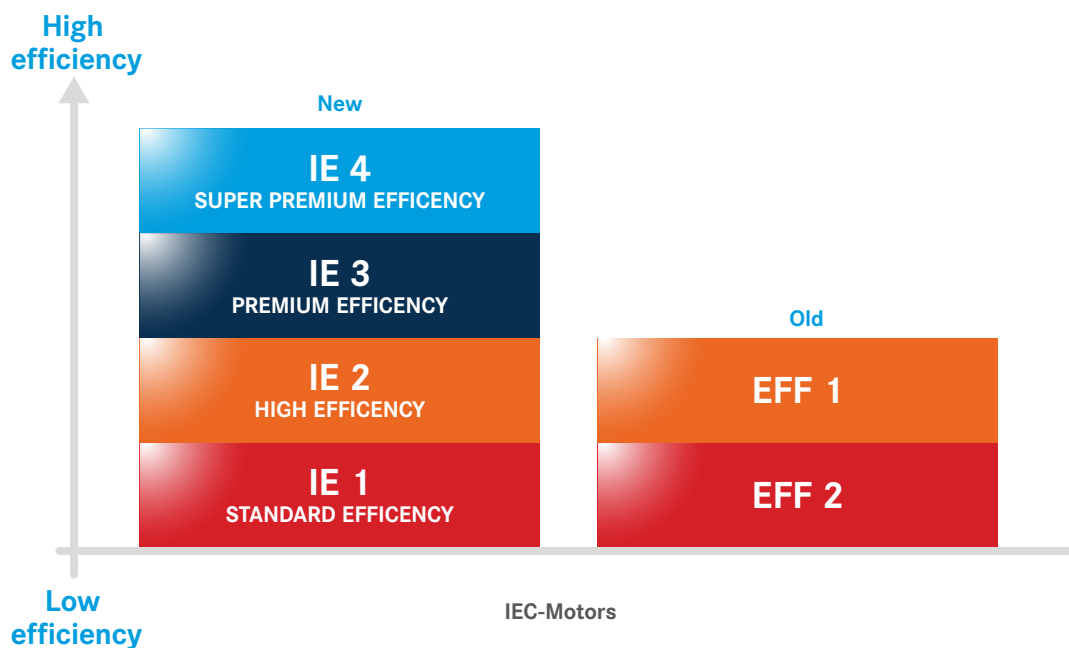 High
efficiency
New
IE 4
SUPER PREMIUM EFFICENCY
IE 3
PREMIUM EFFICENCY
Old
IE 2
HIGH EFFICENCY
EFF 1
IE 1
STANDARD EFFICENCY
EFF 2
Low
efficiency
IEC-Motors